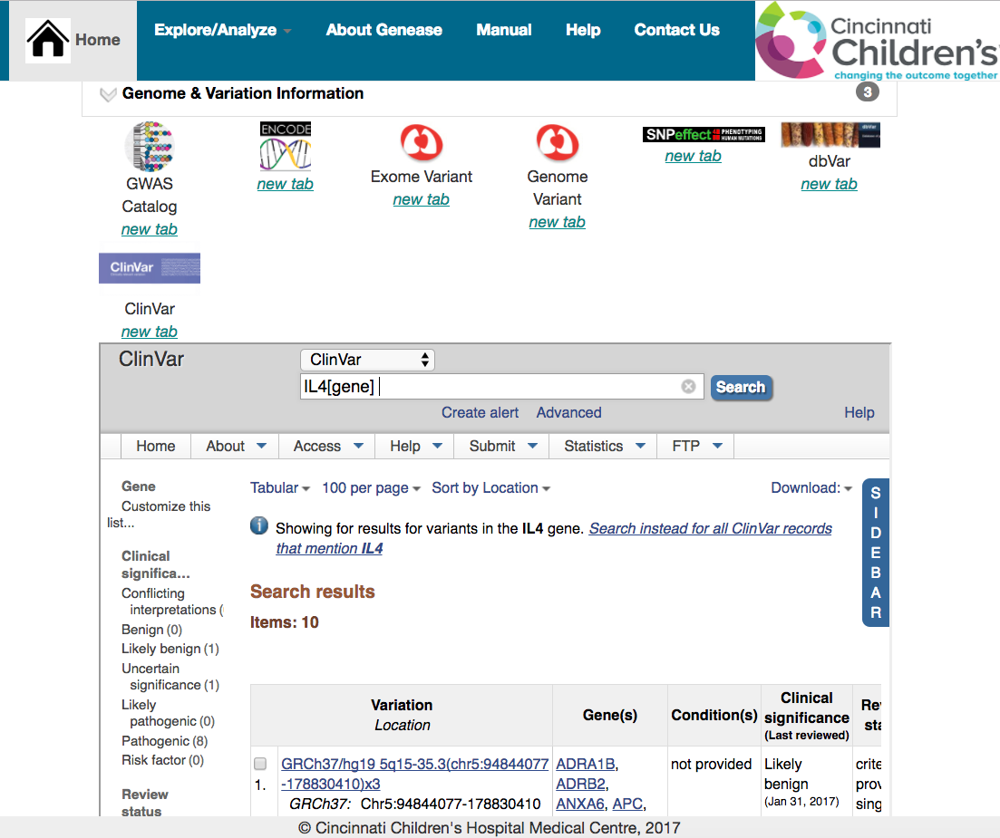 Home
Explore/Analyze
About Genease
Manual
Help
Contact Us
Cincinnati
Children's
changing the outcome together
Genome & Variation Information
3
GWAS
Catalog
new tab
ENCODE
new tab
Exome Variant
new tab
Genome
Variant
new tab
SNPeffect PHENOTYPING
HUMAN MUTATIONS
new tab
dbVar
dbVar
new tab
ClinVar
ClinVar
new tab
ClinVar
ClinVar
IL4[gene]
Search
Create alert
Advanced
Help
Home
About
Access
Help
Submit
Statistics
FTP
Gene
Customize this
list...
Clinical
significa...
Conflicting
interpretations (
Benign (0)
Likely benign (1)
Uncertain
significance (1)
Likely
pathogenic (0)
Pathogenic (8)
Risk factor (0)
Review
status
Tabular
100 per page
Sort by Location
Download:
Showing for results for variants in the IL4 gene. Search instead for all ClinVar records
that mention IL4
Search results
Items: 10
SIDEBAR
Variation
Location
Gene(s)
Condition(s)
Clinical
significance
(Last reviewed)
Rev
sta
1.
GRCh37/hg19 5q15-35.3(chr5:94844077
-178830410)x3
GRCh37: Chr5:94844077-178830410
ADRA1B,
ADRB2,
ANXA6, APC,
not provided
Likely
benign
(Jan 31, 2017)
crite
prov
sing
© Cincinnati Children's Hospital Medical Centre, 2017